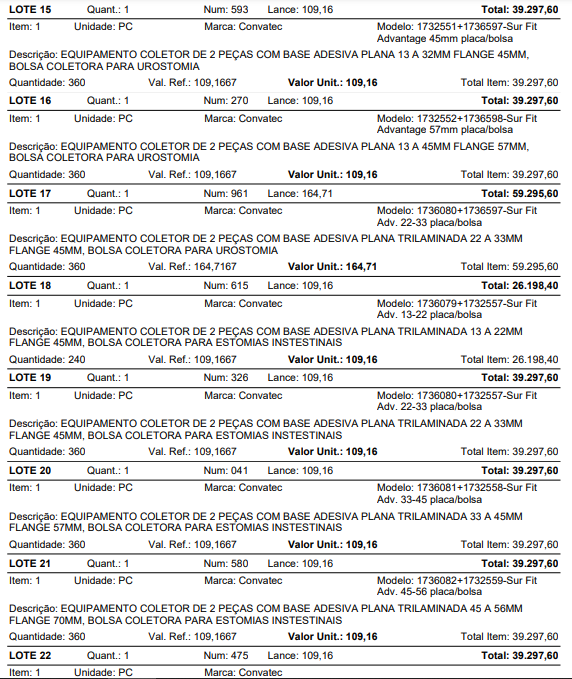 LOTE 15 Quant.: 1 Num: 593 Lance: 109,16 Total: 39.297,60
Item: 1 Unidade: PC Marca: Convatec Modelo: 1732551+1736597-Sur Fit
Advantage 45mm placa/bolsa
Descrição: EQUIPAMENTO COLETOR DE 2 PEÇAS COM BASE ADESIVA PLANA 13 A 32MM FLANGE 45MM,
BOLSA COLETORA PARA UROSTOMIA
Quantidade: 360 Val. Ref.: 109,1667 Valor Unit.: 109,16 Total Item: 39.297,60
LOTE 16 Quant.: 1 Num: 270 Lance: 109,16 Total: 39.297,60
Item: 1 Unidade: PC Marca: Convatec Modelo: 1732552+1736598-Sur Fit
Advantage 57mm placa/bolsa
Descrição: EQUIPAMENTO COLETOR DE 2 PEÇAS COM BASE ADESIVA PLANA 13 A 45MM FLANGE 57MM,
BOLSA COLETORA PARA UROSTOMIA
Quantidade: 360 Val. Ref.: 109,1667 Valor Unit.: 109,16 Total Item: 39.297,60
LOTE 17 Quant.: 1 Num: 961 Lance: 164,71 Total: 59.295,60
Item: 1 Unidade: PC Marca: Convatec Modelo: 1736080+1736597-Sur Fit
Adv. 22-33 placa/bolsa
Descrição: EQUIPAMENTO COLETOR DE 2 PEÇAS COM BASE ADESIVA PLANA TRILAMINADA 22 A 33MM
FLANGE 45MM, BOLSA COLETORA PARA UROSTOMIA
Quantidade: 360 Val. Ref.: 164,7167 Valor Unit.: 164,71 Total Item: 59.295,60
LOTE 18 Quant.: 1 Num: 615 Lance: 109,16 Total: 26.198,40
Item: 1 Unidade: PC Marca: Convatec Modelo: 1736079+1732557-Sur Fit
Adv. 13-22 placa/bolsa
Descrição: EQUIPAMENTO COLETOR DE 2 PEÇAS COM BASE ADESIVA PLANA TRILAMINADA 13 A 22MM
FLANGE 45MM, BOLSA COLETORA PARA ESTOMIAS INSTESTINAIS
Quantidade: 240 Val. Ref.: 109,1667 Valor Unit.: 109,16 Total Item: 26.198,40
LOTE 19 Quant.: 1 Num: 326 Lance: 109,16 Total: 39.297,60
Item: 1 Unidade: PC Marca: Convatec Modelo: 1736080+1732557-Sur Fit
Adv. 22-33 placa/bolsa
Descrição: EQUIPAMENTO COLETOR DE 2 PEÇAS COM BASE ADESIVA PLANA TRILAMINADA 22 A 33MM
FLANGE 45MM, BOLSA COLETORA PARA ESTOMIAS INSTESTINAIS
Quantidade: 360 Val. Ref.: 109,1667 Valor Unit.: 109,16 Total Item: 39.297,60
LOTE 20 Quant.: 1 Num: 041 Lance: 109,16 Total: 39.297,60
Item: 1 Unidade: PC Marca: Convatec Modelo: 1736081+1732558-Sur Fit
Adv. 33-45 placa/bolsa
Descrição: EQUIPAMENTO COLETOR DE 2 PEÇAS COM BASE ADESIVA PLANA TRILAMINADA 33 A 45MM
FLANGE 57MM, BOLSA COLETORA PARA ESTOMIAS INSTESTINAIS
Quantidade: 360 Val. Ref.: 109,1667 Valor Unit.: 109,16 Total Item: 39.297,60
LOTE 21 Quant.: 1 Num: 580 Lance: 109,16 Total: 39.297,60
Item: 1 Unidade: PC Marca: Convatec Modelo: 1736082+1732559-Sur Fit
Adv. 45-56 placa/bolsa
Descrição: EQUIPAMENTO COLETOR DE 2 PEÇAS COM BASE ADESIVA PLANA TRILAMINADA 45 A 56MM
FLANGE 70MM, BOLSA COLETORA PARA ESTOMIAS INSTESTINAIS
Quantidade: 360 Val. Ref.: 109,1667 Valor Unit.: 109,16 Total Item: 39.297,60
LOTE 22 Quant.: 1 Num: 475 Lance: 109,16 Total: 39.297,60
Item: 1 Unidade: PC Marca: Convatec